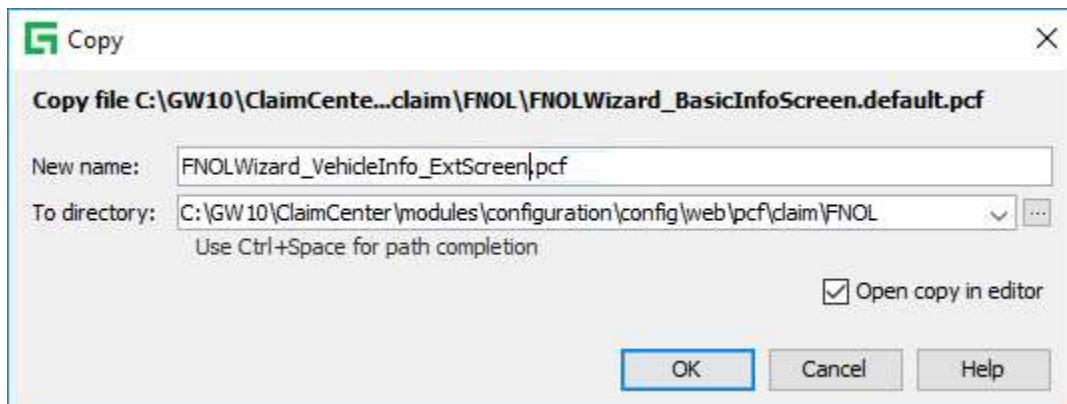 Copy
Copy file C:\GW10\ClaimCente...claim\FNOL\FNOLWizard_BasicInfoScreen.default.pcf
New name: FNOLWizard_VehicleInfo_ExtScreen.pcf
To directory: C:\GW10\ClaimCenter\modules\configuration\config\web\pcf\claim\FNOL
Use Ctrl+Space for path completion
Open copy in editor
OK Cancel Help